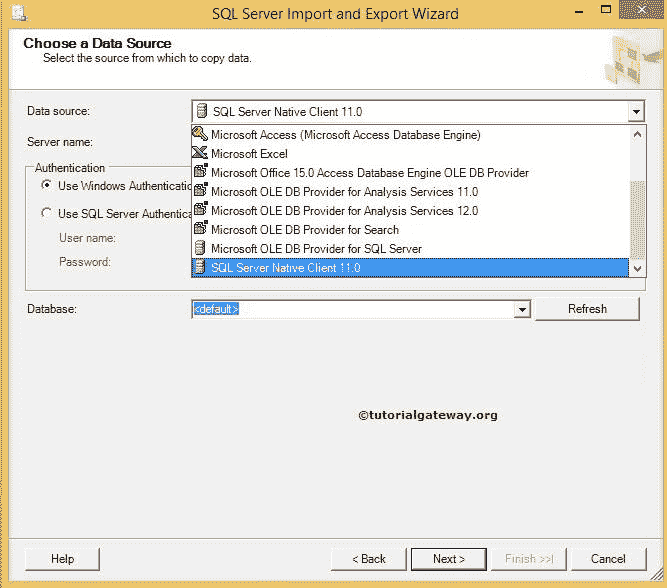 SQL Server Import and Export Wizard
Choose a Data Source
Select the source from which to copy data.
Data source:
SQL Server Native Client 11.0
Microsoft Access (Microsoft Access Database Engine)
Server name:
Microsoft Excel
Authentication
Microsoft Office 15.0 Access Database Engine OLE DB Provider
Use Windows Authenticatio
Microsoft OLE DB Provider for Analysis Services 11.0
Use SQL Server Authentica
Microsoft OLE DB Provider for Analysis Services 12.0
User name:
Microsoft OLE DB Provider for Search
Microsoft OLE DB Provider for SQL Server
Password:
SQL Server Native Client 11.0
Database:
<default>
Refresh
©tutorialgateway.org
Help
< Back
Next >
Finish >>|
Cancel